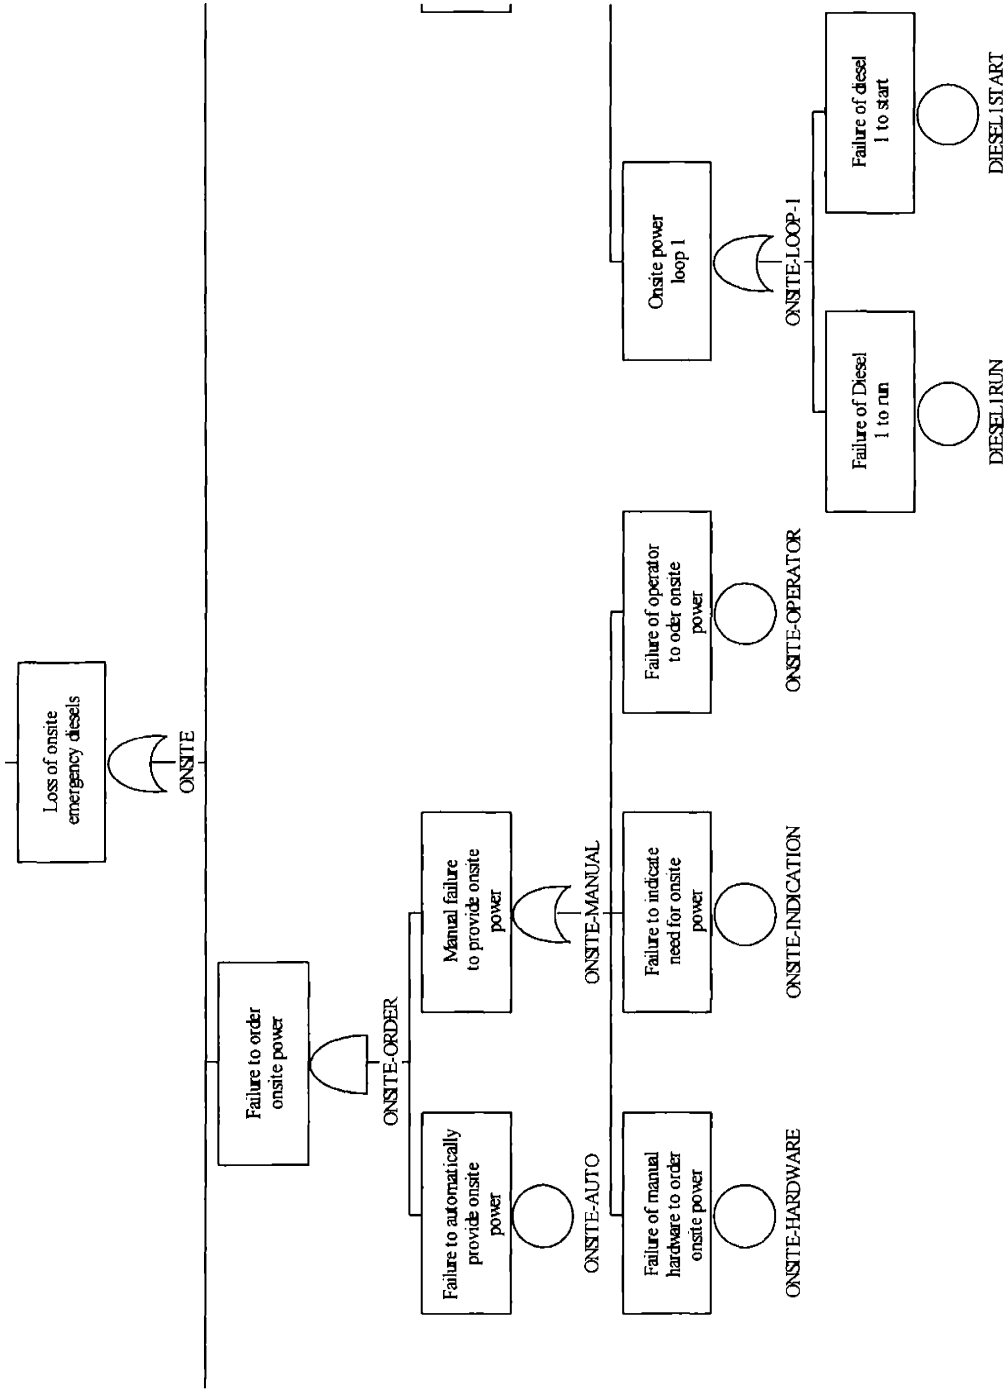 Loss of onsite
emergency diesels
ONSITE
Failure to order
onsite power
ONSITE-ORDER
Failure to automatically
provide onsite
power
ONSITE-AUTO
Manual failure
to provide onsite
power
ONSITE-MANUAL
Failure of manual
hardware to order
onsite power
ONSITE-HARDWARE
Failure to indicate
need for onsite
power
ONSITE-INDICATION
Failure of operator
to oder onsite
power
ONSITE-OPERATOR
Onsite power
loop 1
ONSITE-LOOP-1
Failure of Diesel
1 to run
DIESEL1RUN
Failure of diesel
1 to start
DIESEL1START